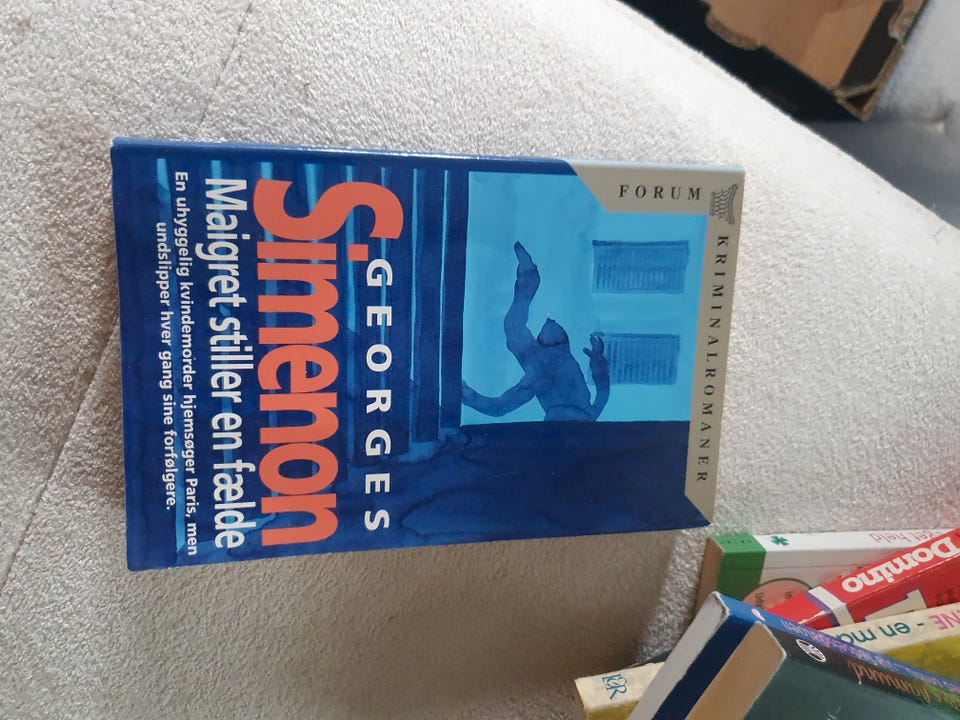 FORUM
KRIMINALROMANER
GEORGES
Simenon
Maigret stiller en fælde
En uhyggelig kvindemorder hjemsøger Paris, men
undslipper hver gang sine forfølgere.
Domino
- en